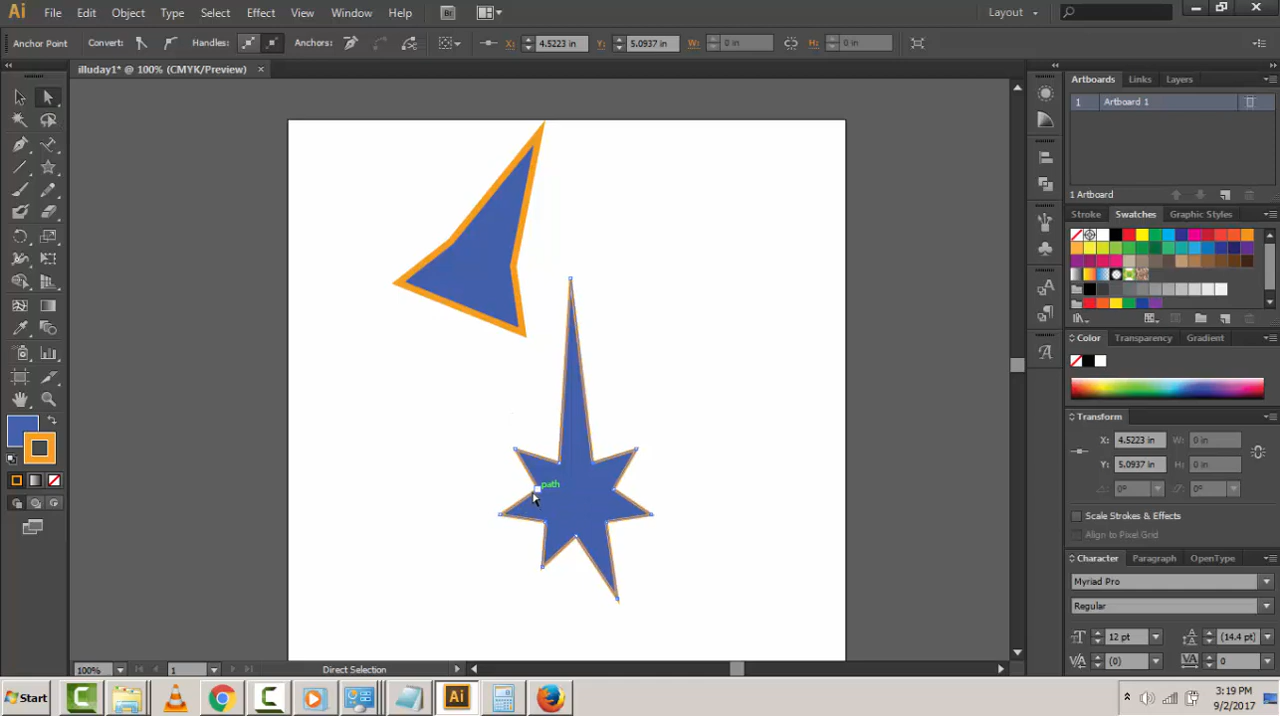 Ai File Edit Object Type Select Effect View Window Help Br Layout
Anchor Point Convert: Handles: Anchors: X: 4.5223 in Y: 5.0937 in W: 0 in H: 0 in
illuday1* @ 100% (CMYK/Preview) ×
Artboards Links Layers
1 Artboard 1
1 Artboard
Stroke Swatches Graphic Styles
Color Transparency Gradient
Transform
X: 4.5223 in W: 0 in
Y: 5.0937 in H: 0 in
0° 0°
path
Scale Strokes & Effects
Align to Pixel Grid
Character Paragraph OpenType
Myriad Pro
Regular
12 pt (14.4 pt)
(0) 0
100% 1 Direct Selection
Start Ai 3:19 PM
9/2/2017